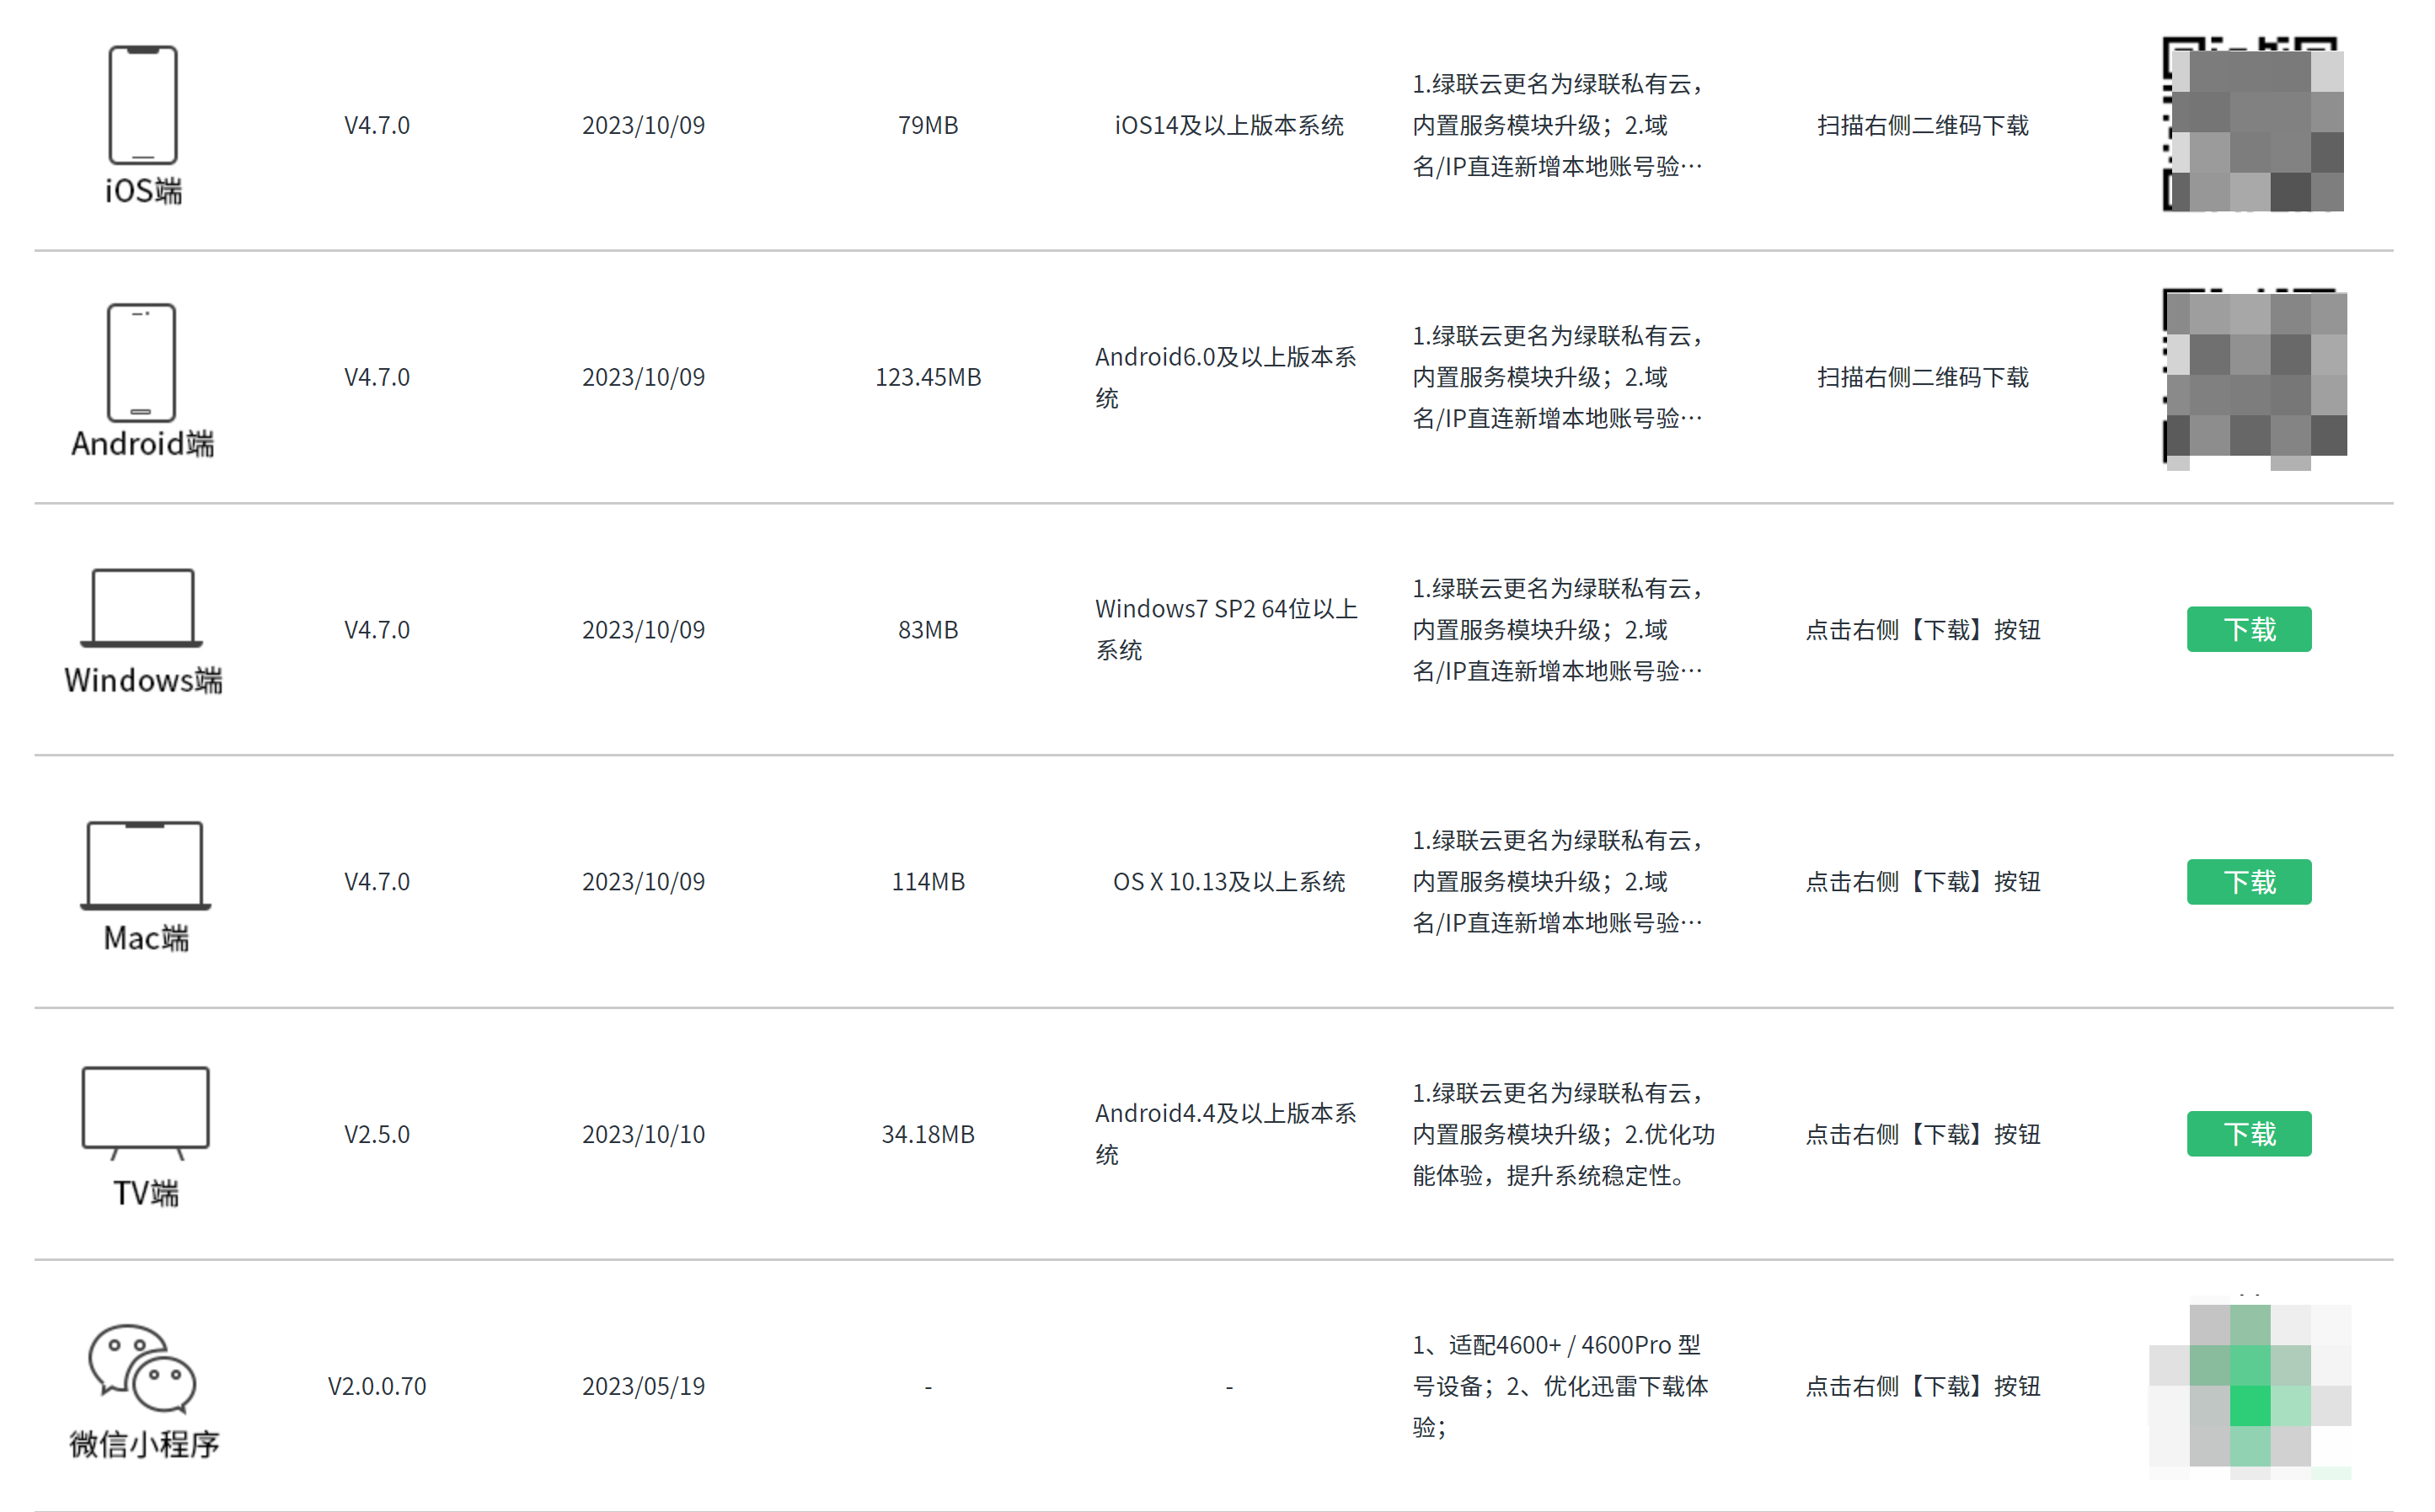 iOS端
V4.7.0
2023/10/09
79MB
iOS14及以上版本系统
1.绿联云更名为绿联私有云，
内置服务模块升级；2.域
名/IP直连新增本地账号验…
扫描右侧二维码下载
Android端
V4.7.0
2023/10/09
123.45MB
Android6.0及以上版本系
统
1.绿联云更名为绿联私有云，
内置服务模块升级；2.域
名/IP直连新增本地账号验…
扫描右侧二维码下载
Windows端
V4.7.0
2023/10/09
83MB
Windows7 SP2 64位以上
系统
1.绿联云更名为绿联私有云，
内置服务模块升级；2.域
名/IP直连新增本地账号验…
点击右侧【下载】按钮
下载
Mac端
V4.7.0
2023/10/09
114MB
OS X 10.13及以上系统
1.绿联云更名为绿联私有云，
内置服务模块升级；2.域
名/IP直连新增本地账号验…
点击右侧【下载】按钮
下载
TV端
V2.5.0
2023/10/10
34.18MB
Android4.4及以上版本系
统
1.绿联云更名为绿联私有云，
内置服务模块升级；2.优化功
能体验，提升系统稳定性。
点击右侧【下载】按钮
下载
微信小程序
V2.0.0.70
2023/05/19
-
-
1、适配4600+ / 4600Pro 型
号设备；2、优化迅雷下载体
验；
点击右侧【下载】按钮